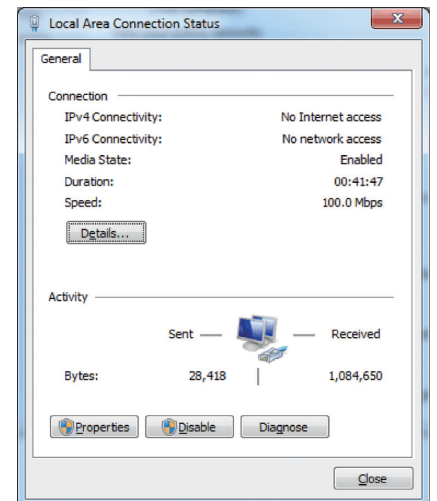 Local Area Connection Status
General
Connection
IPv4 Connectivity: No Internet access
IPv6 Connectivity: No network access
Media State: Enabled
Duration: 00:41:47
Speed: 100.0 Mbps
Details...
Activity
Sent Received
Bytes: 28,418 1,084,650
Properties Disable Diagnose
Close